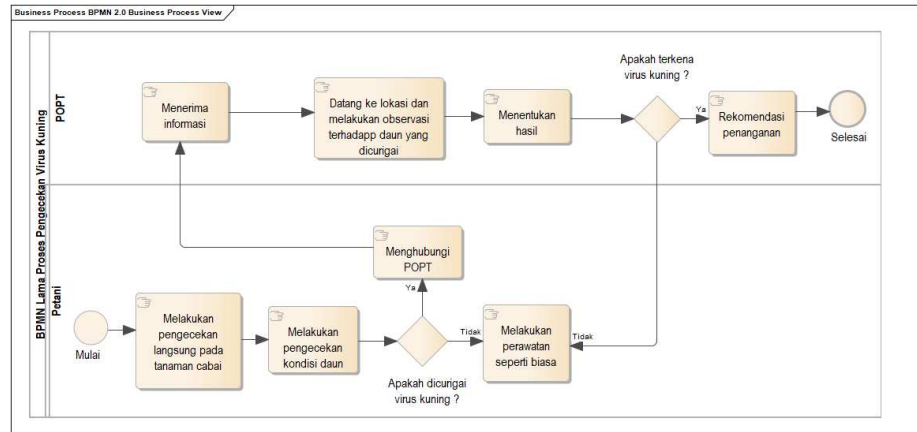 Business Process BPMN 2.0 Business Process View
BPMN Lama Proses Pengecekan Virus Kuning
POPT
Menerima
informasi
Datang ke lokasi dan
melakukan observasi
terhadapp daun yang
dicurigai
Menentukan
hasil
Apakah terkena
virus kuning ?
Ya
Rekomendasi
penanganan
Selesai
Petani
Mulai
Melakukan
pengecekan
langsung pada
tanaman cabai
Melakukan
pengecekan
kondisi daun
Menghubungi
POPT
Ya
Apakah dicurigai
virus kuning ?
Tidak
Melakukan
perawatan
seperti biasa
Tidak